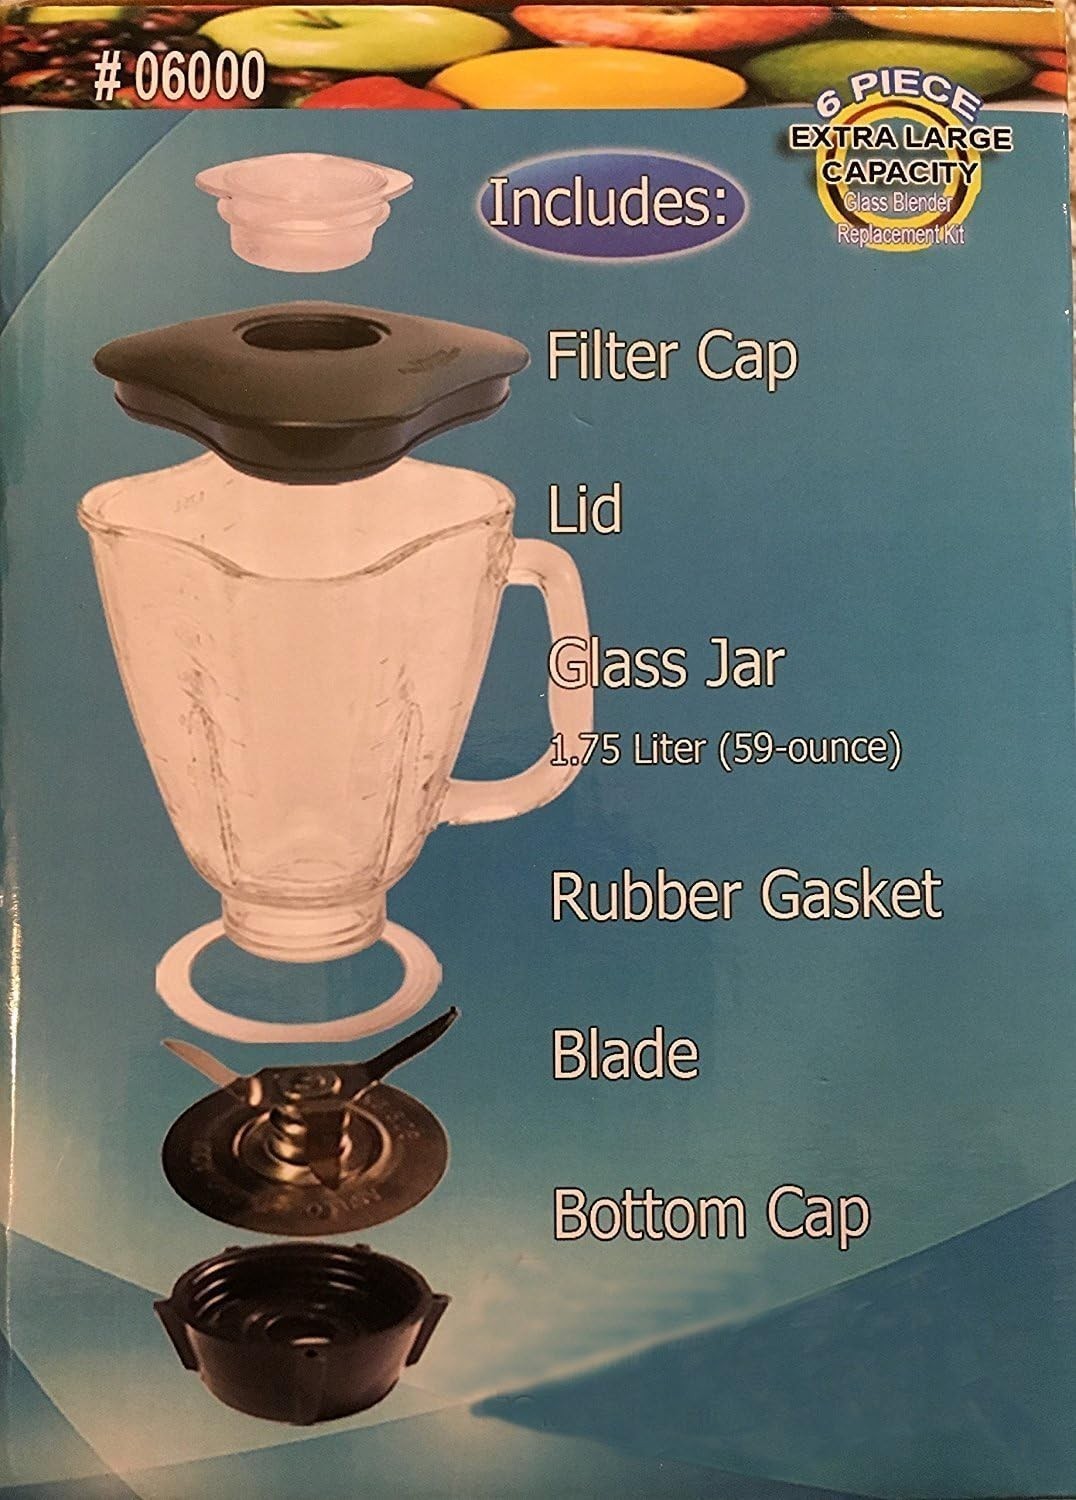 # 06000
6 PIECE
EXTRA LARGE
CAPACITY
Glass Blender
Replacement Kit
Includes:
Filter Cap
Lid
Glass Jar
1.75 Liter (59-ounce)
Rubber Gasket
Blade
Bottom Cap